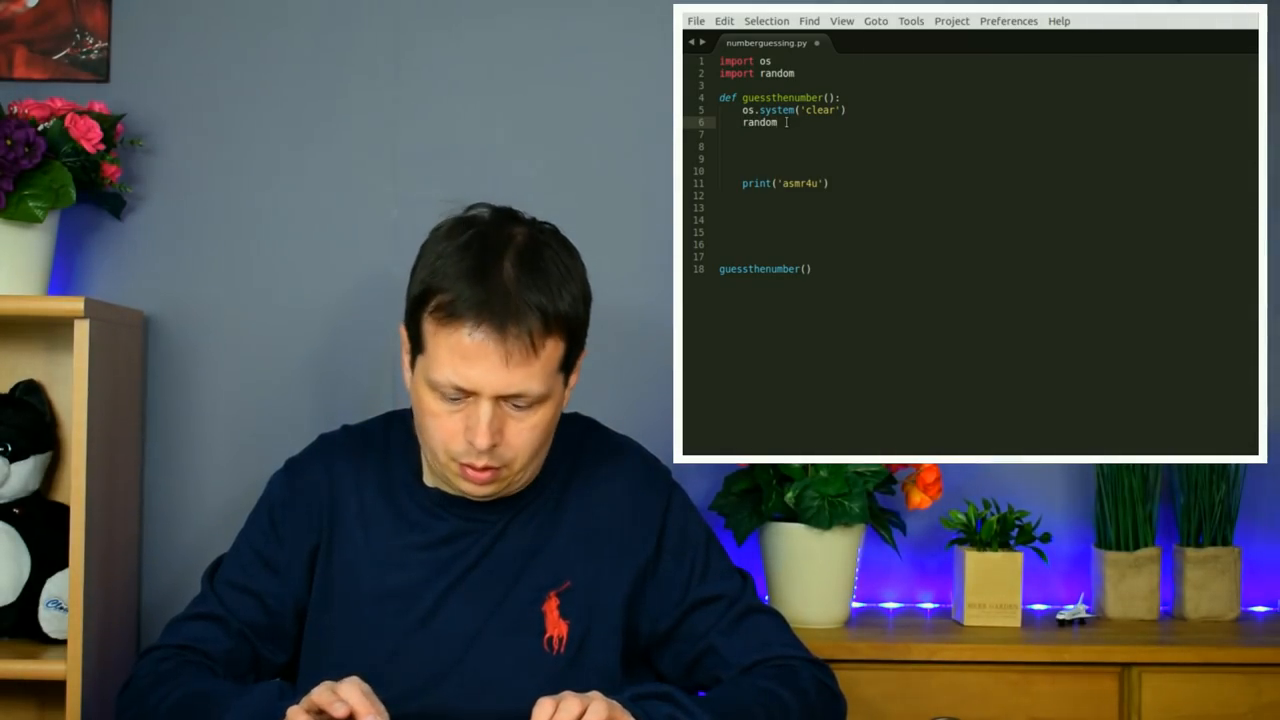 File Edit Selection Find View Goto Tools Project Preferences Help
numberguessing.py
1 import os
2 import random
3
4 def guessthenumber():
5 os.system('clear')
6 random
7
8
9
10
11 print('asmr4u')
12
13
14
15
16
17
18 guessthenumber()
HERB GARDEN